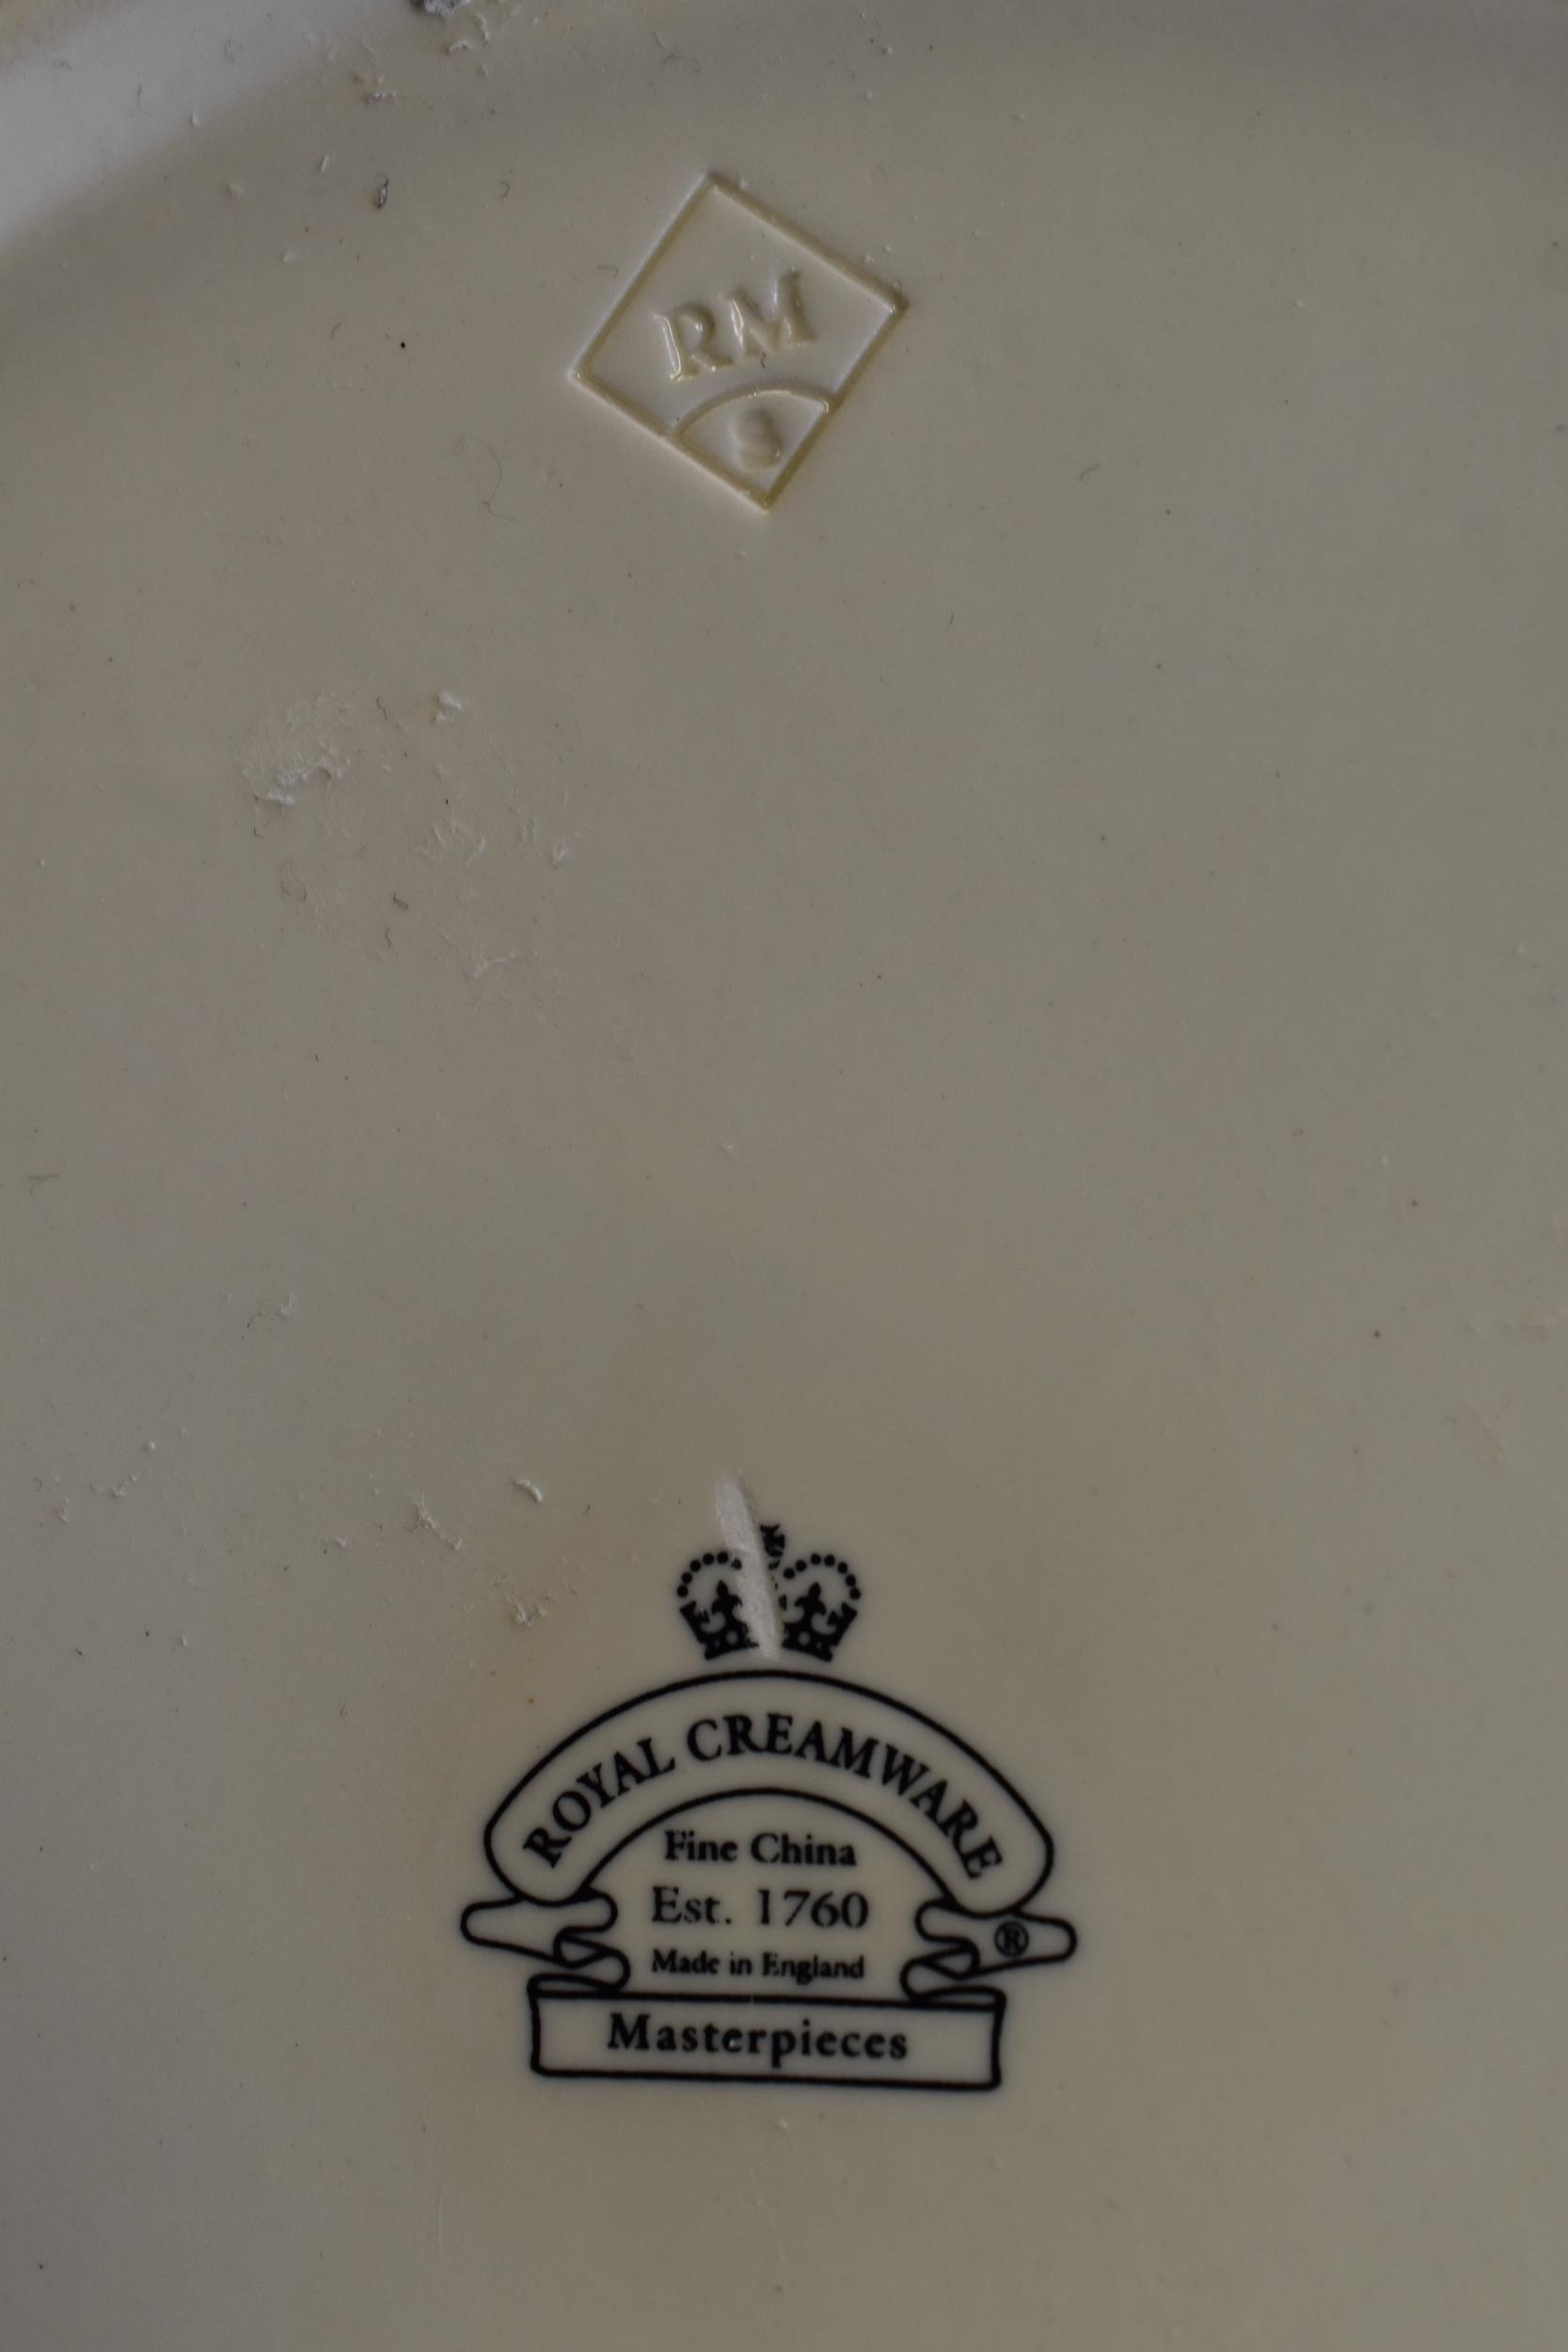 RM
ROYAL CREAMWARE
Fine China
Est. 1760
Made in England
®
Masterpieces